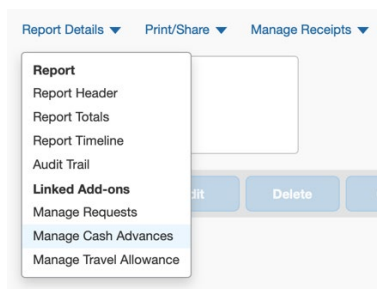 Report Details ▼ Print/Share ▼ Manage Receipts ▼
Report
Report Header
Report Totals
Report Timeline
Audit Trail
Linked Add-ons
Manage Requests
Manage Cash Advances
Manage Travel Allowance
Delete